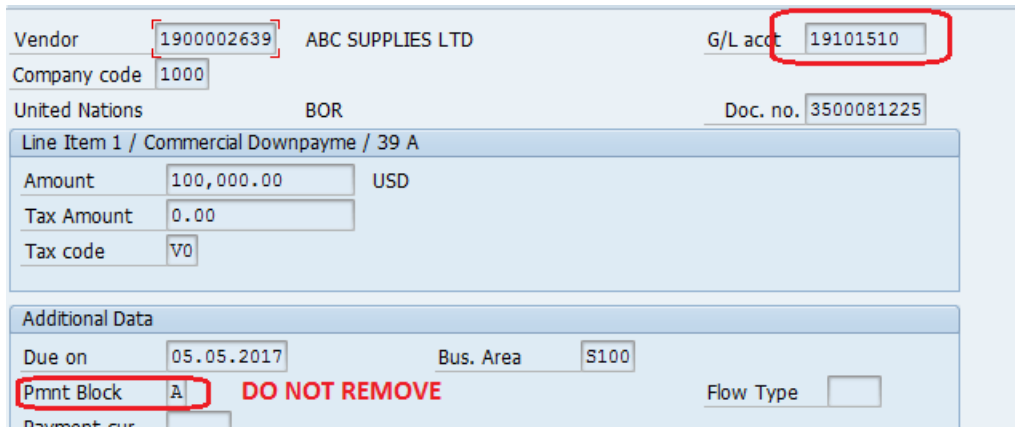 Vendor 1900002639 ABC SUPPLIES LTD G/L acct 19101510
Company code 1000
United Nations BOR Doc. no. 3500081225
Line Item 1 / Commercial Downpayme / 39 A
Amount 100,000.00 USD
Tax Amount 0.00
Tax code V0
Additional Data
Due on 05.05.2017 Bus. Area S100
Pmnt Block A DO NOT REMOVE Flow Type
Payment cur.